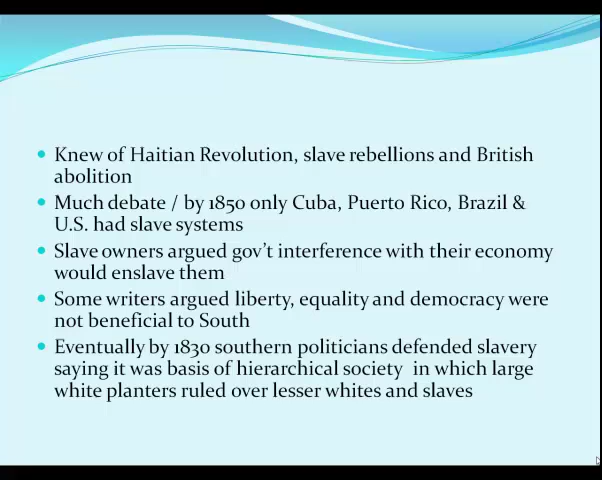 • Knew of Haitian Revolution, slave rebellions and British
abolition
• Much debate / by 1850 only Cuba, Puerto Rico, Brazil &
U.S. had slave systems
• Slave owners argued gov't interference with their economy
would enslave them
• Some writers argued liberty, equality and democracy were
not beneficial to South
• Eventually by 1830 southern politicians defended slavery
saying it was basis of hierarchical society in which large
white planters ruled over lesser whites and slaves